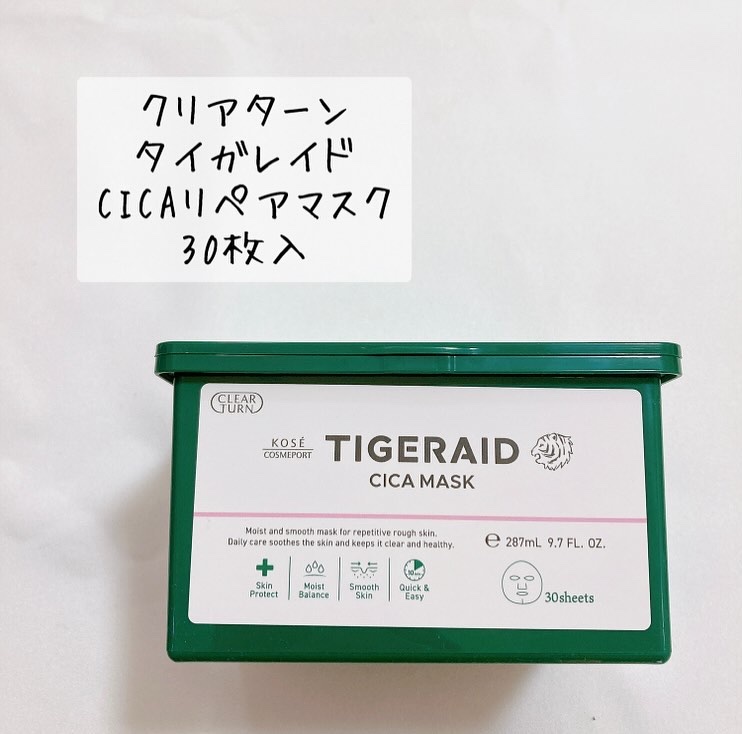 クリアターン
タイガレイド
CICAリペアマスク
30枚入
CLEAR
TURN
KOSÉ
COSMEPORT
TIGERAID
CICA MASK
Moist and smooth mask for repetitive rough skin.
Daily care soothes the skin and keeps it clear and healthy.
℮ 287mL 9.7 FL. OZ.
Skin
Protect
Moist
Balance
Smooth
Skin
10min
Quick &
Easy
30sheets